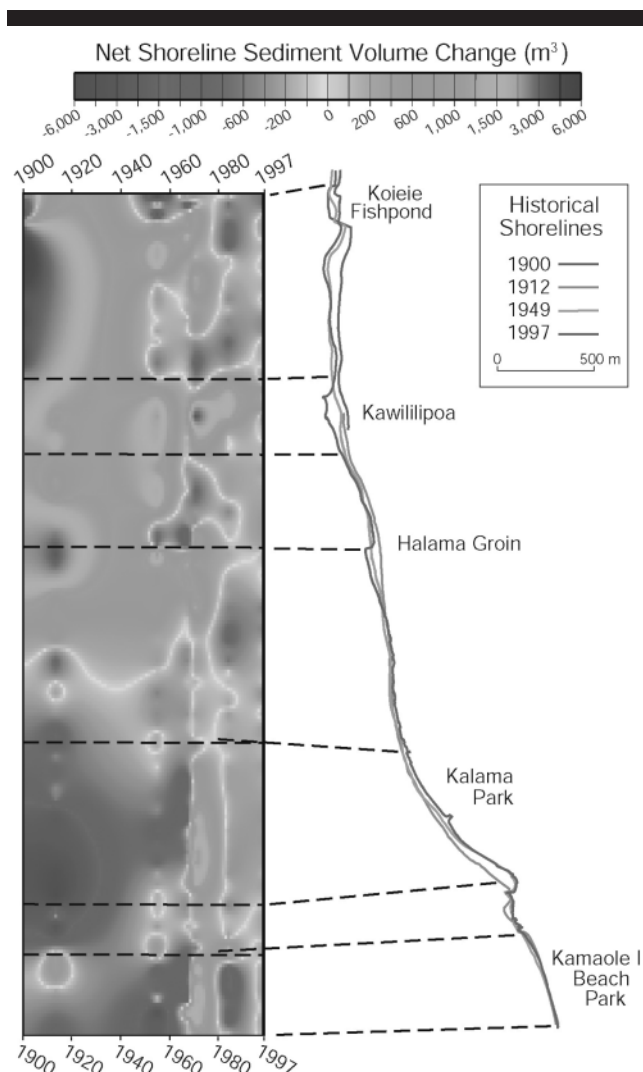 Net Shoreline Sediment Volume Change (m³)
-6,000 -3,000 -1,500 -1,000 -600 -200 0 200 600 1,000 1,500 3,000 6,000
1900 1920 1940 1960 1980 1997
Koieie
Fishpond
Historical
Shorelines
1900
1912
1949
1997
0 500 m
Kawililipoa
Halama Groin
Kalama
Park
Kamaole I
Beach
Park
1900 1920 1940 1960 1980 1997